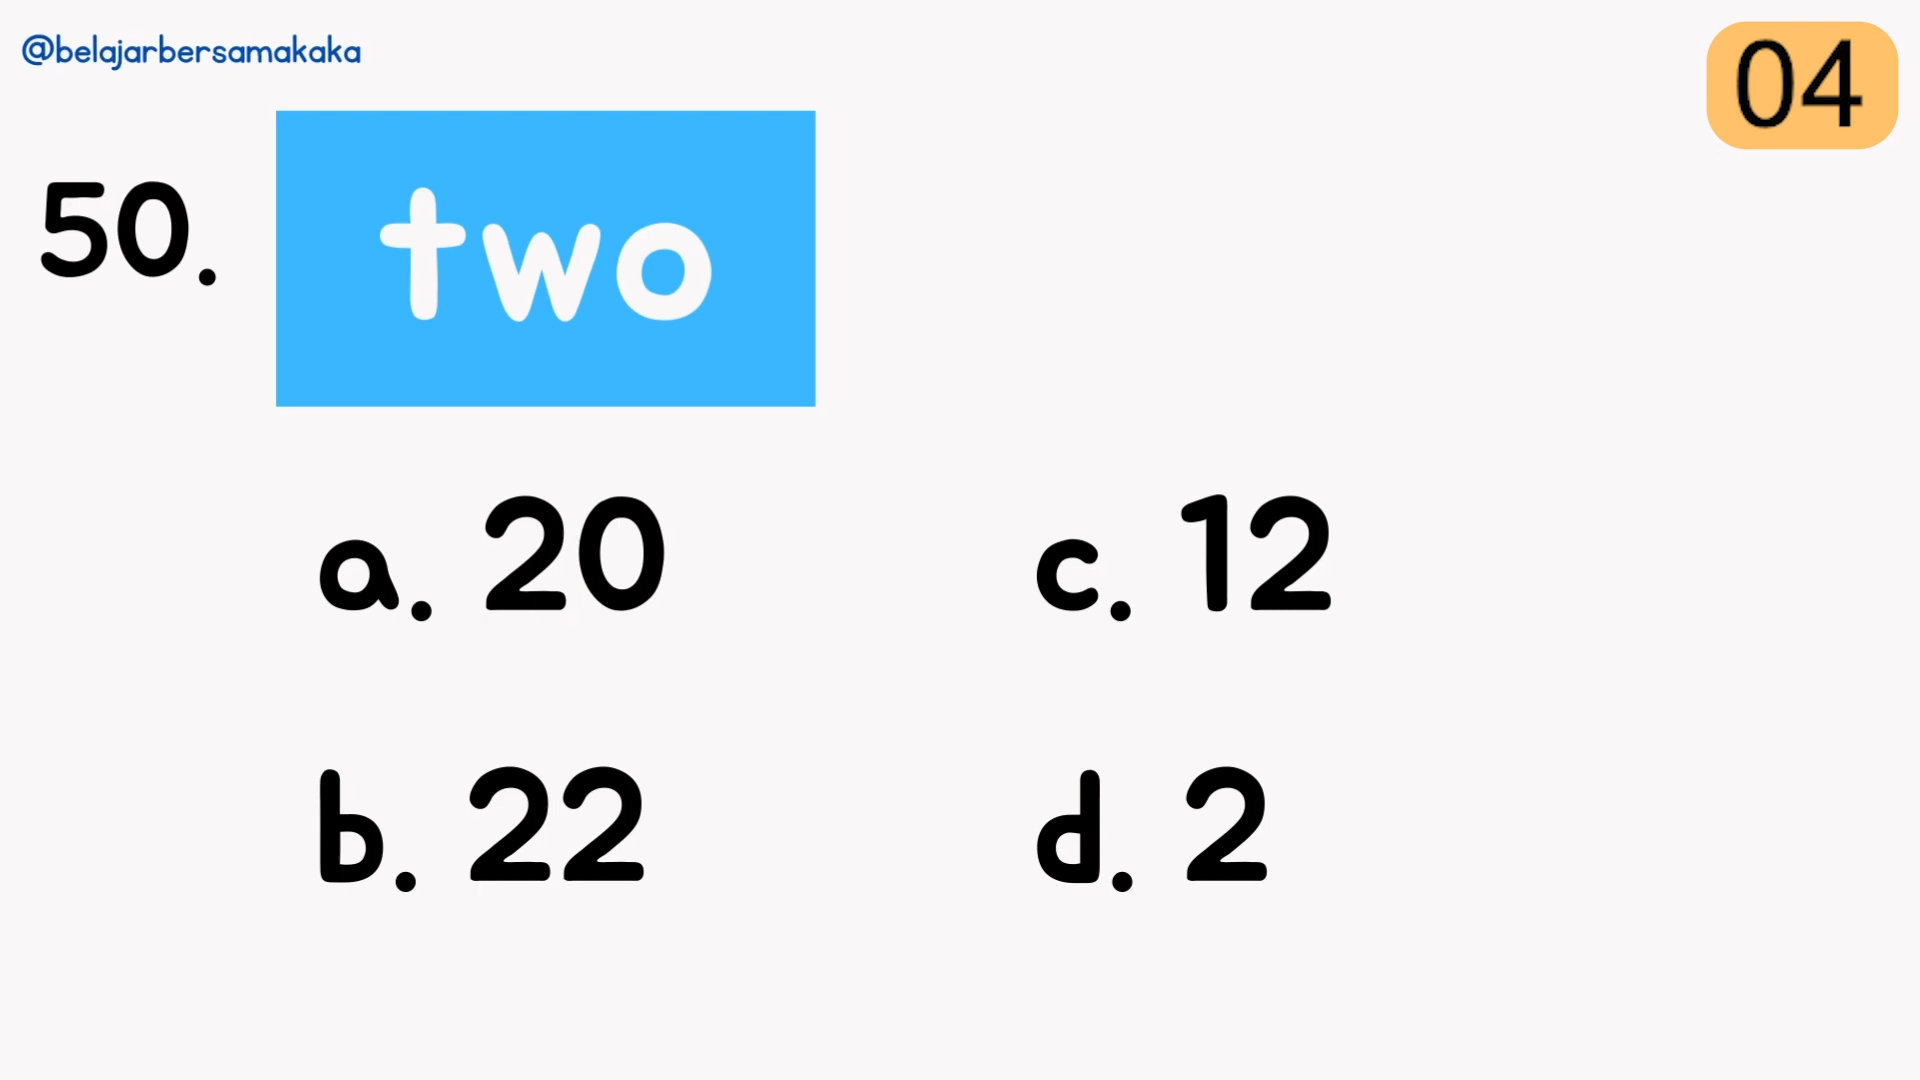 @belajarbersamakaka
04
50.
two
a. 20
c. 12
b. 22
d. 2